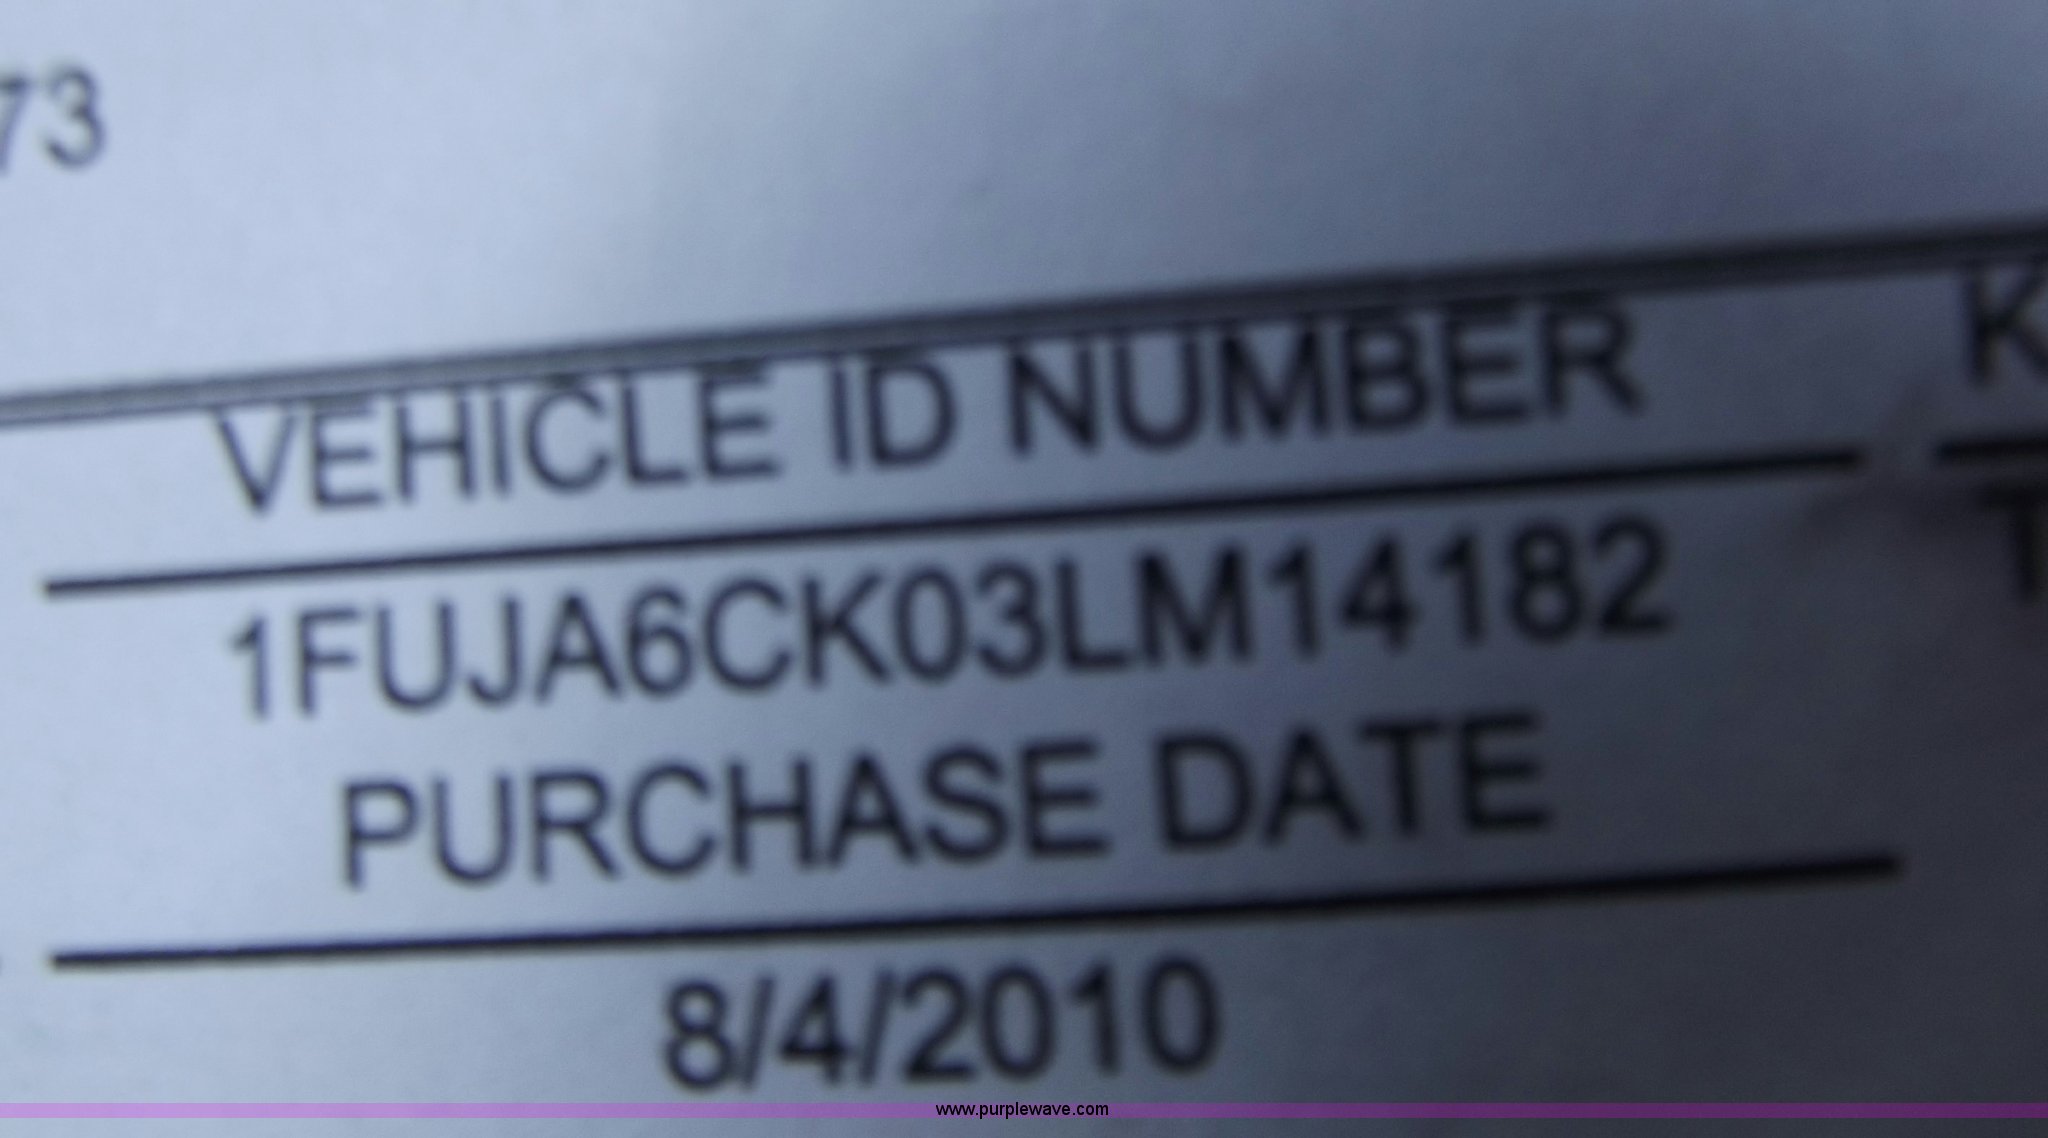 73
VEHICLE ID NUMBER K
1FUJA6CK03LM14182 T
PURCHASE DATE
8/4/2010
www.purplewave.com